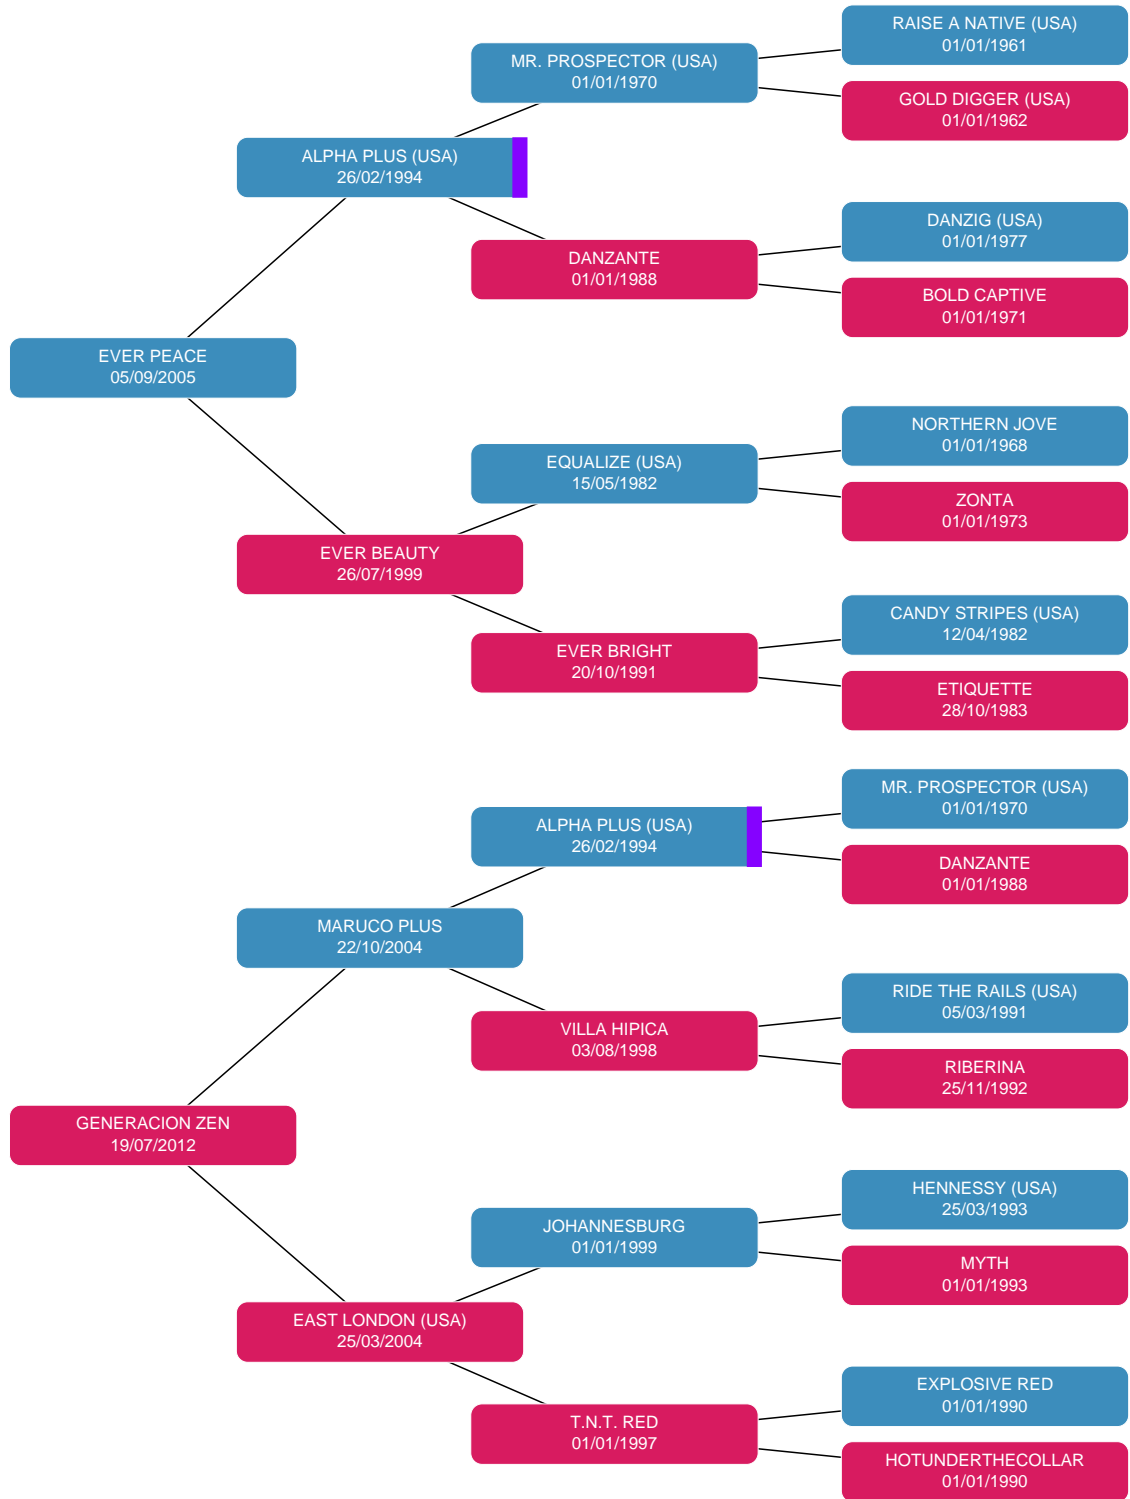 RAISE A NATIVE (USA)
01/01/1961
MR. PROSPECTOR (USA)
01/01/1970
GOLD DIGGER (USA)
01/01/1962
ALPHA PLUS (USA)
26/02/1994
DANZIG (USA)
01/01/1977
DANZANTE
01/01/1988
BOLD CAPTIVE
01/01/1971
EVER PEACE
05/09/2005
NORTHERN JOVE
01/01/1968
EQUALIZE (USA)
15/05/1982
ZONTA
01/01/1973
EVER BEAUTY
26/07/1999
CANDY STRIPES (USA)
12/04/1982
EVER BRIGHT
20/10/1991
ETIQUETTE
28/10/1983
MR. PROSPECTOR (USA)
01/01/1970
ALPHA PLUS (USA)
26/02/1994
DANZANTE
01/01/1988
MARUCO PLUS
22/10/2004
RIDE THE RAILS (USA)
05/03/1991
VILLA HIPICA
03/08/1998
RIBERINA
25/11/1992
GENERACION ZEN
19/07/2012
HENNESSY (USA)
25/03/1993
JOHANNESBURG
01/01/1999
MYTH
01/01/1993
EAST LONDON (USA)
25/03/2004
EXPLOSIVE RED
01/01/1990
T.N.T. RED
01/01/1997
HOTUNDERTHECOLLAR
01/01/1990